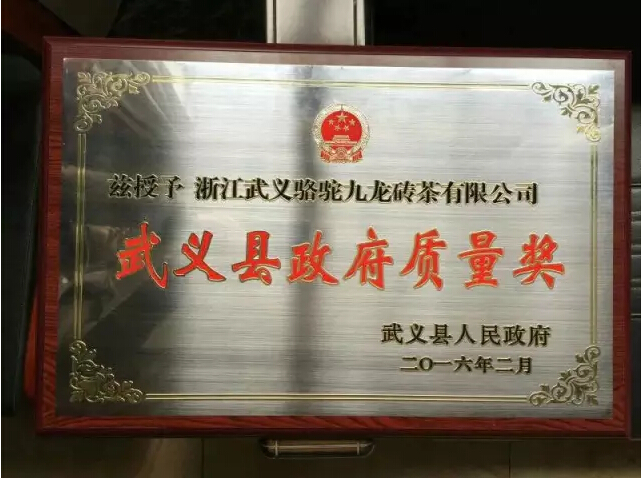 兹授予 浙江武义骆驼九龙砖茶有限公司
武义县政府质量奖
武义县人民政府
二〇一六年二月